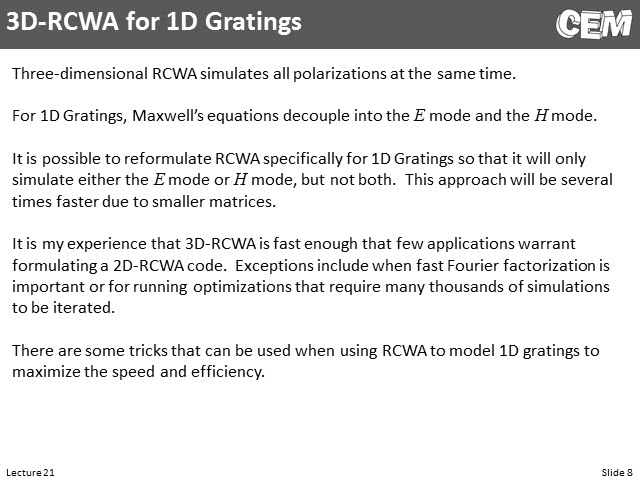 3D-RCWA for 1D Gratings
CEM
Three-dimensional RCWA simulates all polarizations at the same time.
For 1D Gratings, Maxwell's equations decouple into the E mode and the H mode.
It is possible to reformulate RCWA specifically for 1D Gratings so that it will only
simulate either the E mode or H mode, but not both.  This approach will be several
times faster due to smaller matrices.
It is my experience that 3D-RCWA is fast enough that few applications warrant
formulating a 2D-RCWA code.  Exceptions include when fast Fourier factorization is
important or for running optimizations that require many thousands of simulations
to be iterated.
There are some tricks that can be used when using RCWA to model 1D gratings to
maximize the speed and efficiency.
Lecture 21
Slide 8